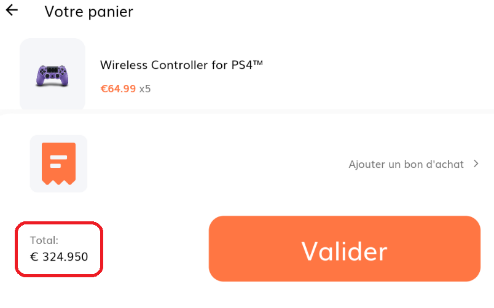 Votre panier
Wireless Controller for PS4™
€64.99 x5
Ajouter un bon d'achat
Total:
€ 324.950
Valider